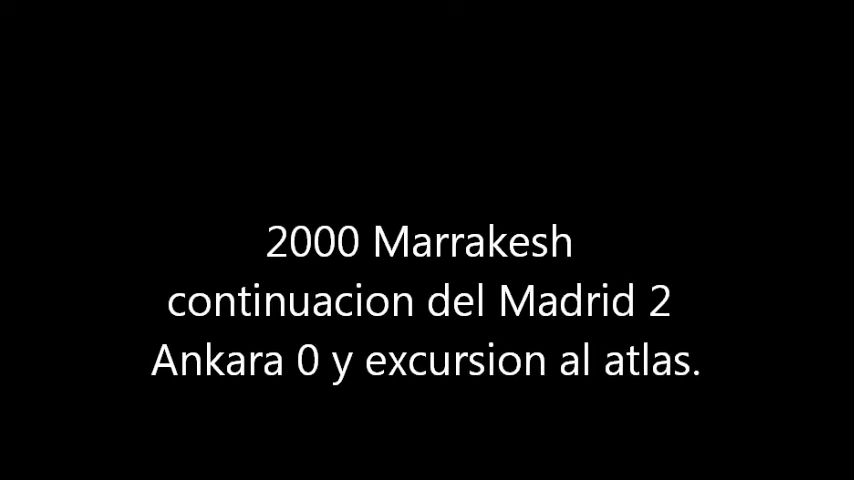 2000 Marrakesh
continuacion del Madrid 2
Ankara 0 y excursion al atlas.